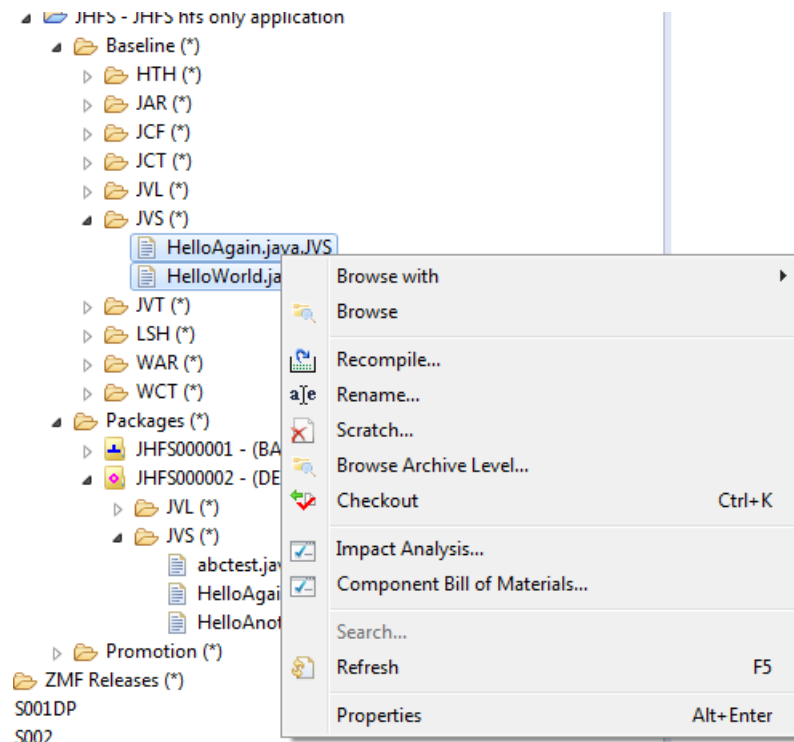 JHFS - JHFS hfs only application
Baseline (*)
HTH (*)
JAR (*)
JCF (*)
JCT (*)
JVL (*)
JVS (*)
HelloAgain.java.JVS
HelloWorld.ja
Browse with
JVT (*)
Browse
LSH (*)
WAR (*)
Recompile...
WCT (*)
Rename...
Packages (*)
Scratch...
JHFS000001 - (BA
Browse Archive Level...
JHFS000002 - (DE
Checkout Ctrl+K
JVL (*)
JVS (*)
Impact Analysis...
abctest.jav
Component Bill of Materials...
HelloAgai
HelloAnot
Search...
Promotion (*)
Refresh F5
ZMF Releases (*)
S001DP
Properties Alt+Enter
S002